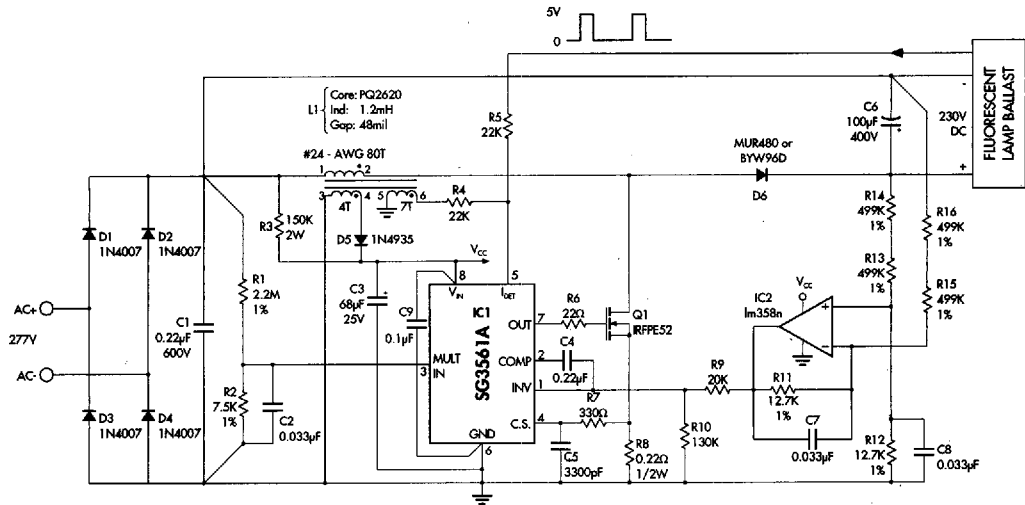 5V
0
Core: PQ2620
L1 Ind: 1.2mH
Gap: 48mil
#24 - AWG 80T
1
2
3
4
5
6
4T
7T
R5
22K
R4
22K
C6
100µF
400V
-
230V
DC
+
FLUORESCENT
LAMP BALLAST
MUR480 or
BYW96D
D6
D1
1N4007
D2
1N4007
R3
150K
2W
D5
1N4935
VCC
R14
499K
1%
R16
499K
1%
R13
499K
1%
R15
499K
1%
AC+
277V
AC-
C1
0.22µF
600V
R1
2.2M
1%
C3
68µF
25V
+
C9
0.1µF
8
VIN
5
IDET
IC1
SG3561A
OUT
7
COMP
2
INV
1
C.S.
4
MULT
IN
3
GND
6
R6
22Ω
Q1
IRFPE52
C4
0.22µF
R7
330Ω
IC2
lm358n
VCC
+
-
R9
20K
R11
12.7K
1%
C7
0.033µF
R2
7.5K
1%
C2
0.033µF
D3
1N4007
D4
1N4007
C5
3300pF
R8
0.22Ω
1/2W
R10
130K
R12
12.7K
1%
C8
0.033µF